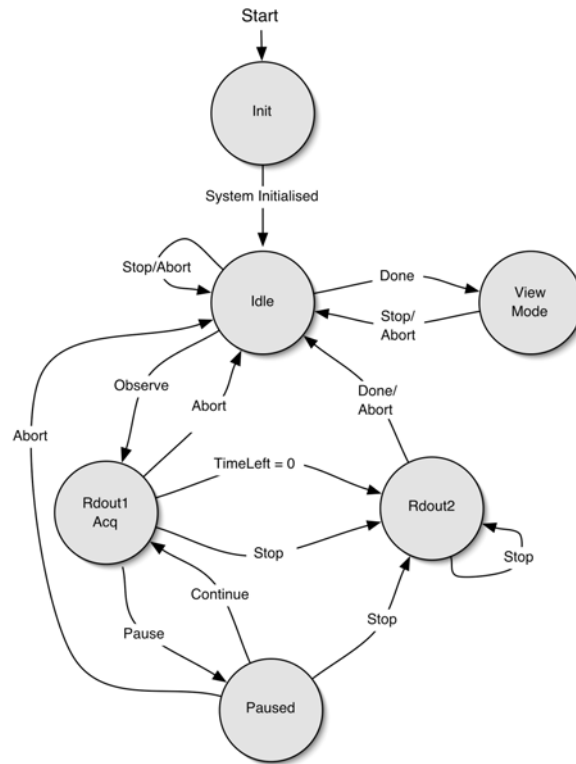 Start
Init
System Initialised
Stop/Abort
Idle
Done
View
Mode
Stop/
Abort
Observe
Abort
Done/
Abort
Abort
TimeLeft = 0
Rdout1
Acq
Rdout2
Stop
Stop
Continue
Pause
Stop
Paused